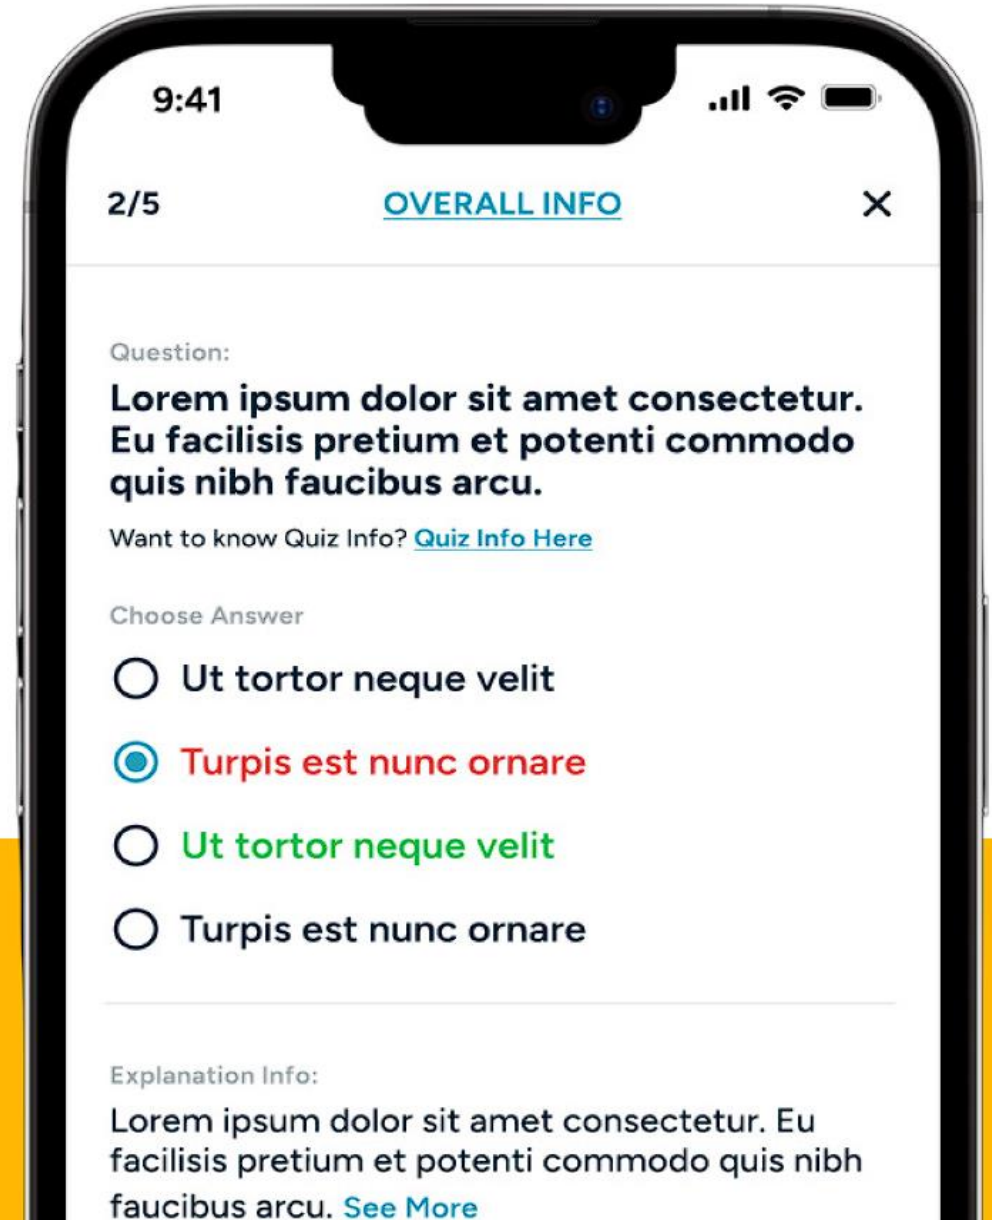 9:41
2/5 OVERALL INFO
Question:
Lorem ipsum dolor sit amet consectetur.
Eu facilisis pretium et potenti commodo
quis nibh faucibus arcu.
Want to know Quiz Info? Quiz Info Here
Choose Answer
Ut tortor neque velit
Turpis est nunc ornare
Ut tortor neque velit
Turpis est nunc ornare
Explanation Info:
Lorem ipsum dolor sit amet consectetur. Eu
facilisis pretium et potenti commodo quis nibh
faucibus arcu. See More